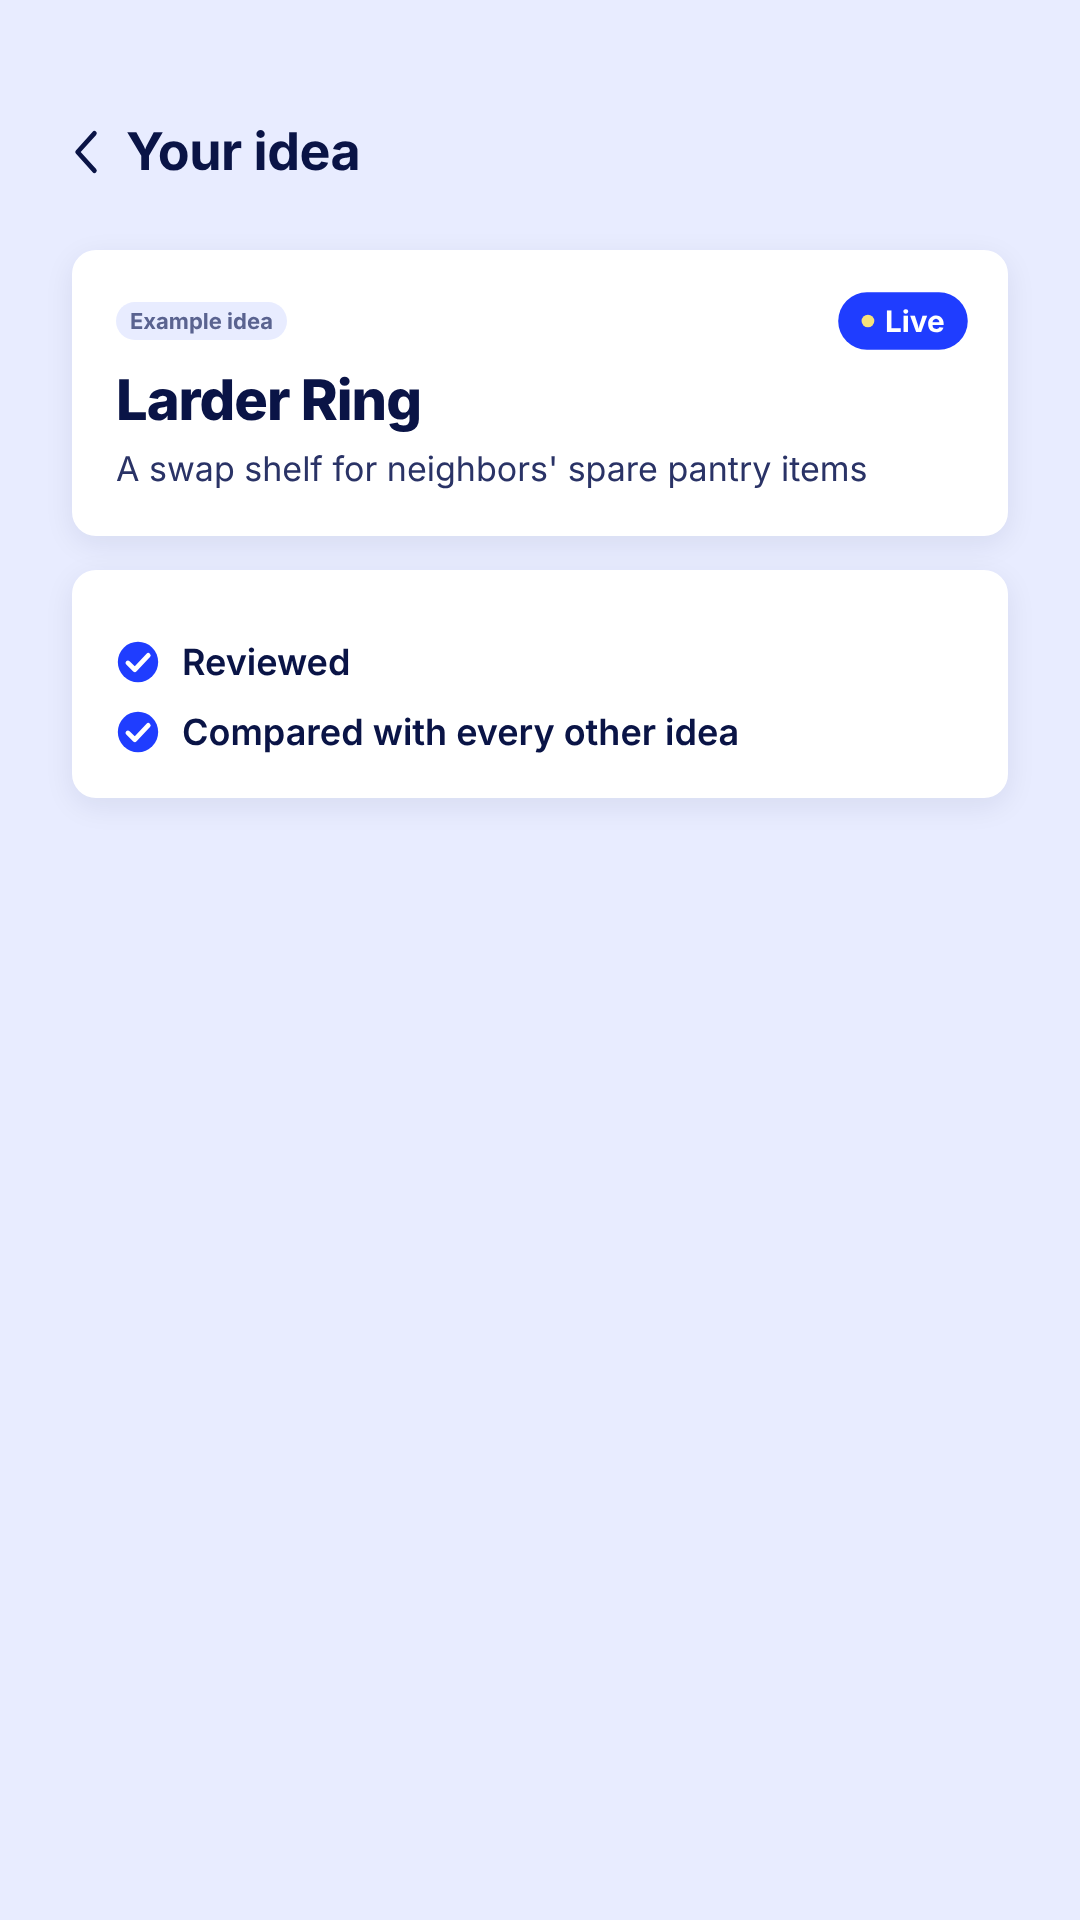 Your idea
Example idea
Live
Larder Ring
A swap shelf for neighbors' spare pantry items
Reviewed
Compared with every other idea